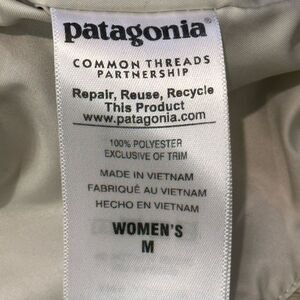 patagonia®
COMMON THREADS
PARTNERSHIP
Repair, Reuse, Recycle
This Product
www.patagonia.com
100% POLYESTER
EXCLUSIVE OF TRIM
MADE IN VIETNAM
FABRIQUÉ AU VIETNAM
HECHO EN VIETNAM
WOMEN'S
M